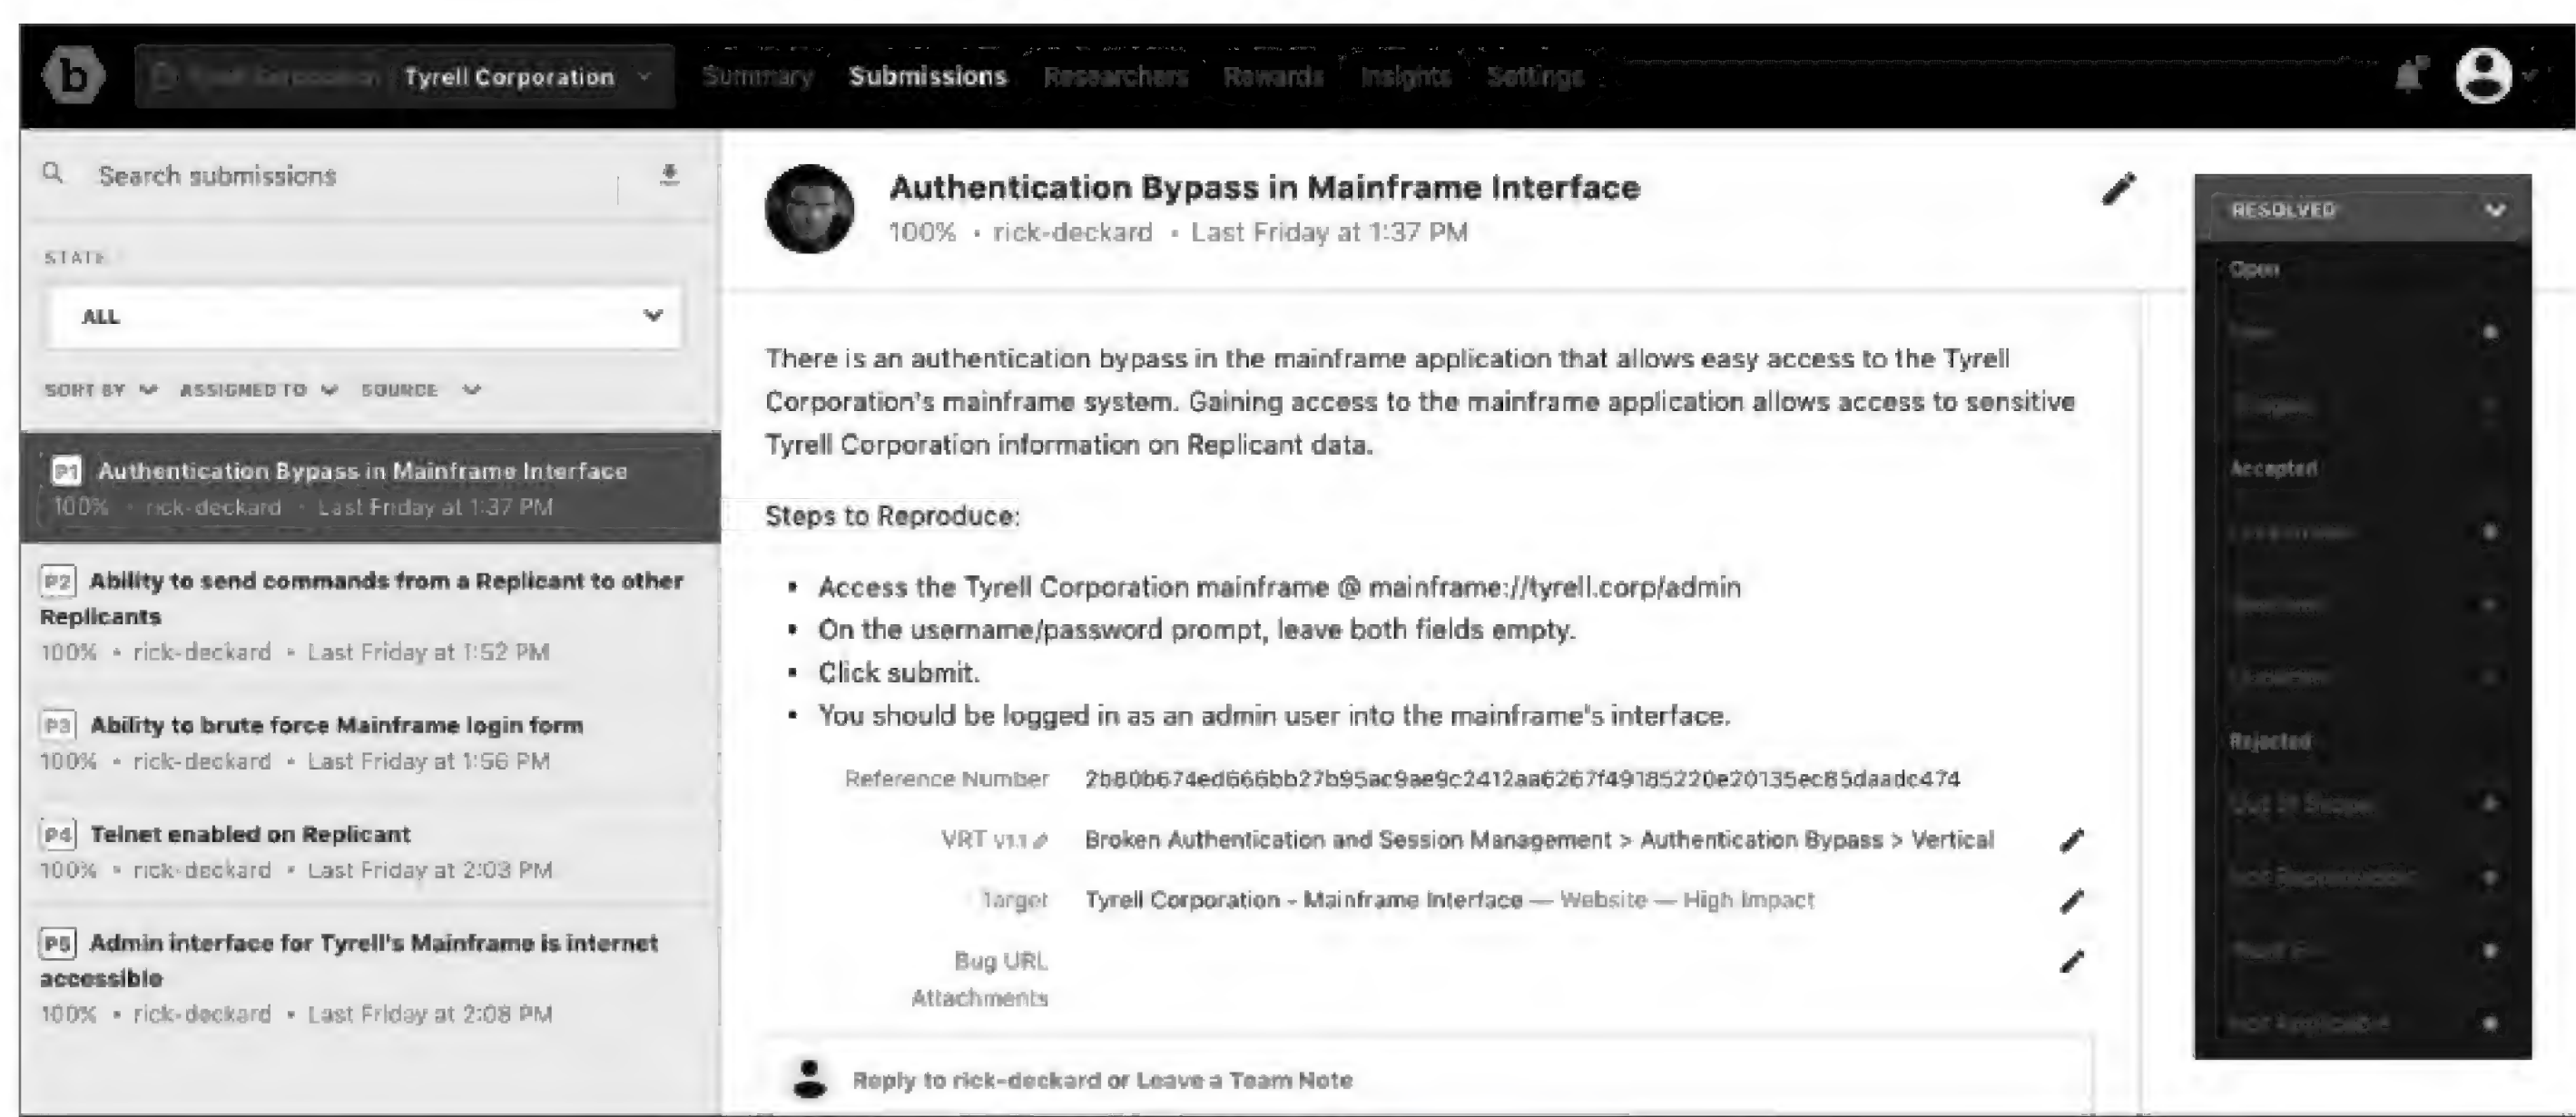 b Tyrell Corporation Summary Submissions Researchers Rewards Insights Settings
Search submissions
STATE
ALL
SORT BY ASSIGNED TO SOURCE
P1 Authentication Bypass in Mainframe Interface
100% • rick-deckard • Last Friday at 1:37 PM
P2 Ability to send commands from a Replicant to other
Replicants
100% • rick-deckard • Last Friday at 1:52 PM
P3 Ability to brute force Mainframe login form
100% • rick-deckard • Last Friday at 1:56 PM
P4 Telnet enabled on Replicant
100% • rick-deckard • Last Friday at 2:03 PM
P5 Admin interface for Tyrell's Mainframe is internet
accessible
100% • rick-deckard • Last Friday at 2:08 PM
Authentication Bypass in Mainframe Interface
100% • rick-deckard • Last Friday at 1:37 PM
There is an authentication bypass in the mainframe application that allows easy access to the Tyrell
Corporation's mainframe system. Gaining access to the mainframe application allows access to sensitive
Tyrell Corporation information on Replicant data.
Steps to Reproduce:
• Access the Tyrell Corporation mainframe @ mainframe://tyrell.corp/admin
• On the username/password prompt, leave both fields empty.
• Click submit.
• You should be logged in as an admin user into the mainframe's interface.
Reference Number 2b80b674ed666bb27b95ac9ae9c2412aa6267f49185220e20135ec85daadc474
VRT v1.1 Broken Authentication and Session Management > Authentication Bypass > Vertical
Target Tyrell Corporation - Mainframe Interface — Website — High Impact
Bug URL
Attachments
Reply to rick-deckard or Leave a Team Note
RESOLVED
Open
Accepted
Rejected
Out Of Scope
Not Reproducible
Not Applicable